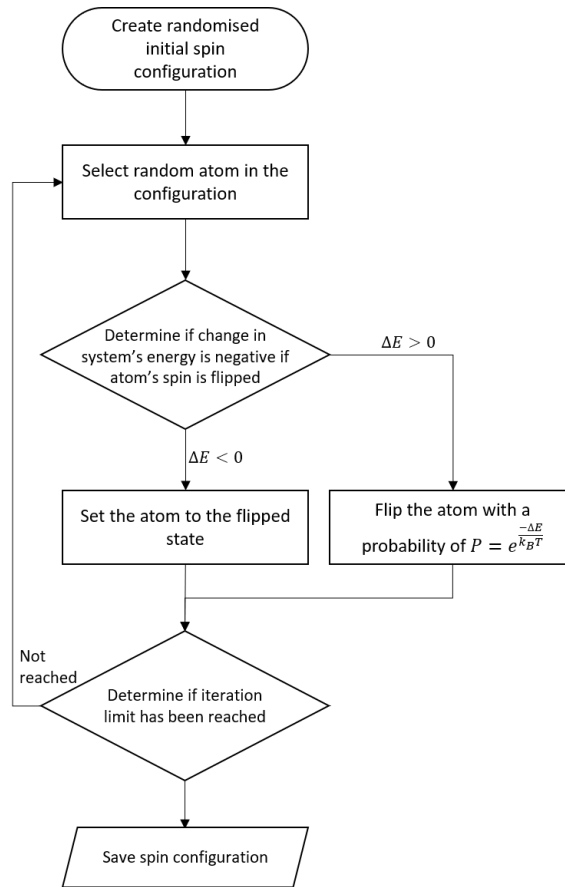 Create randomised
initial spin
configuration
Select random atom in the
configuration
Determine if change in
system's energy is negative if
atom's spin is flipped
ΔE > 0
ΔE < 0
Set the atom to the flipped
state
Flip the atom with a
probability of P = e^{\frac{-ΔE}{k_B T}}
Not
reached
Determine if iteration
limit has been reached
Save spin configuration